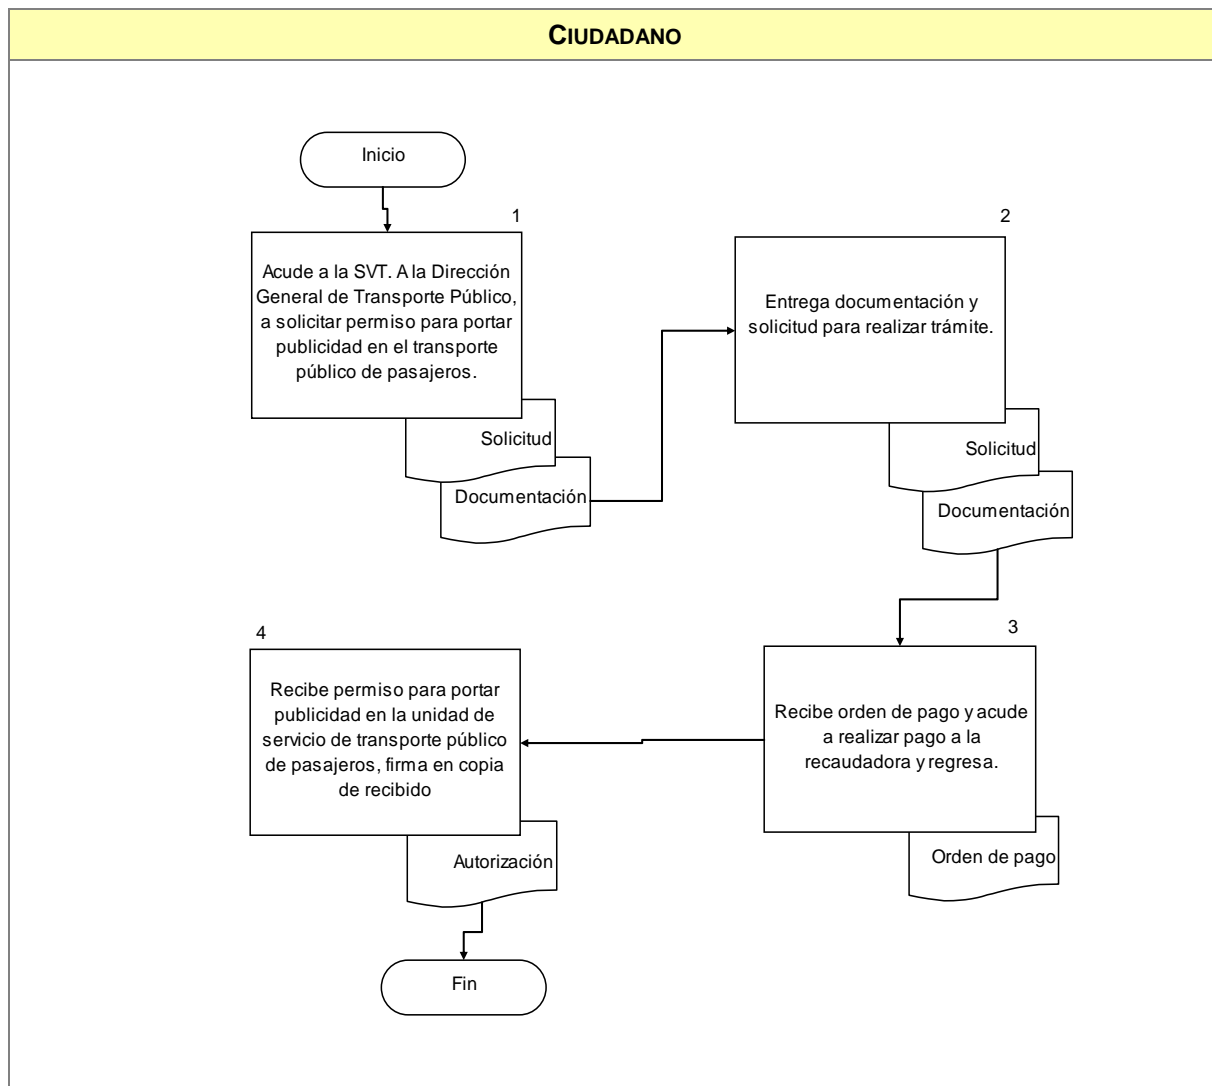 CIUDADANO
Inicio
1
Acude a la SVT. A la Dirección
General de Transporte Público,
a solicitar permiso para portar
publicidad en el transporte
público de pasajeros.
Solicitud
Documentación
2
Entrega documentación y
solicitud para realizar trámite.
Solicitud
Documentación
3
Recibe orden de pago y acude
a realizar pago a la
recaudadora y regresa.
Orden de pago
4
Recibe permiso para portar
publicidad en la unidad de
servicio de transporte público
de pasajeros, firma en copia
de recibido
Autorización
Fin